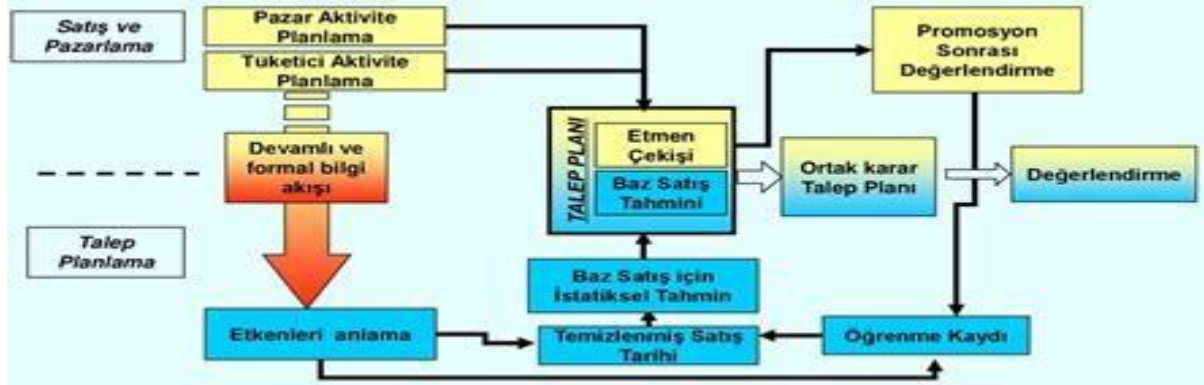 Satış ve
Pazarlama
Pazar Aktivite
Planlama
Tüketici Aktivite
Planlama
Devamlı ve
formal bilgi
akışı
Talep
Planlama
Etkenleri anlama
TALEP PLANI
Etmen
Çekişi
Baz Satış
Tahmini
Baz Satış için
İstatiksel Tahmin
Temizlenmiş Satış
Tarihi
Promosyon
Sonrası
Değerlendirme
Ortak karar
Talep Planı
Değerlendirme
Öğrenme Kaydı